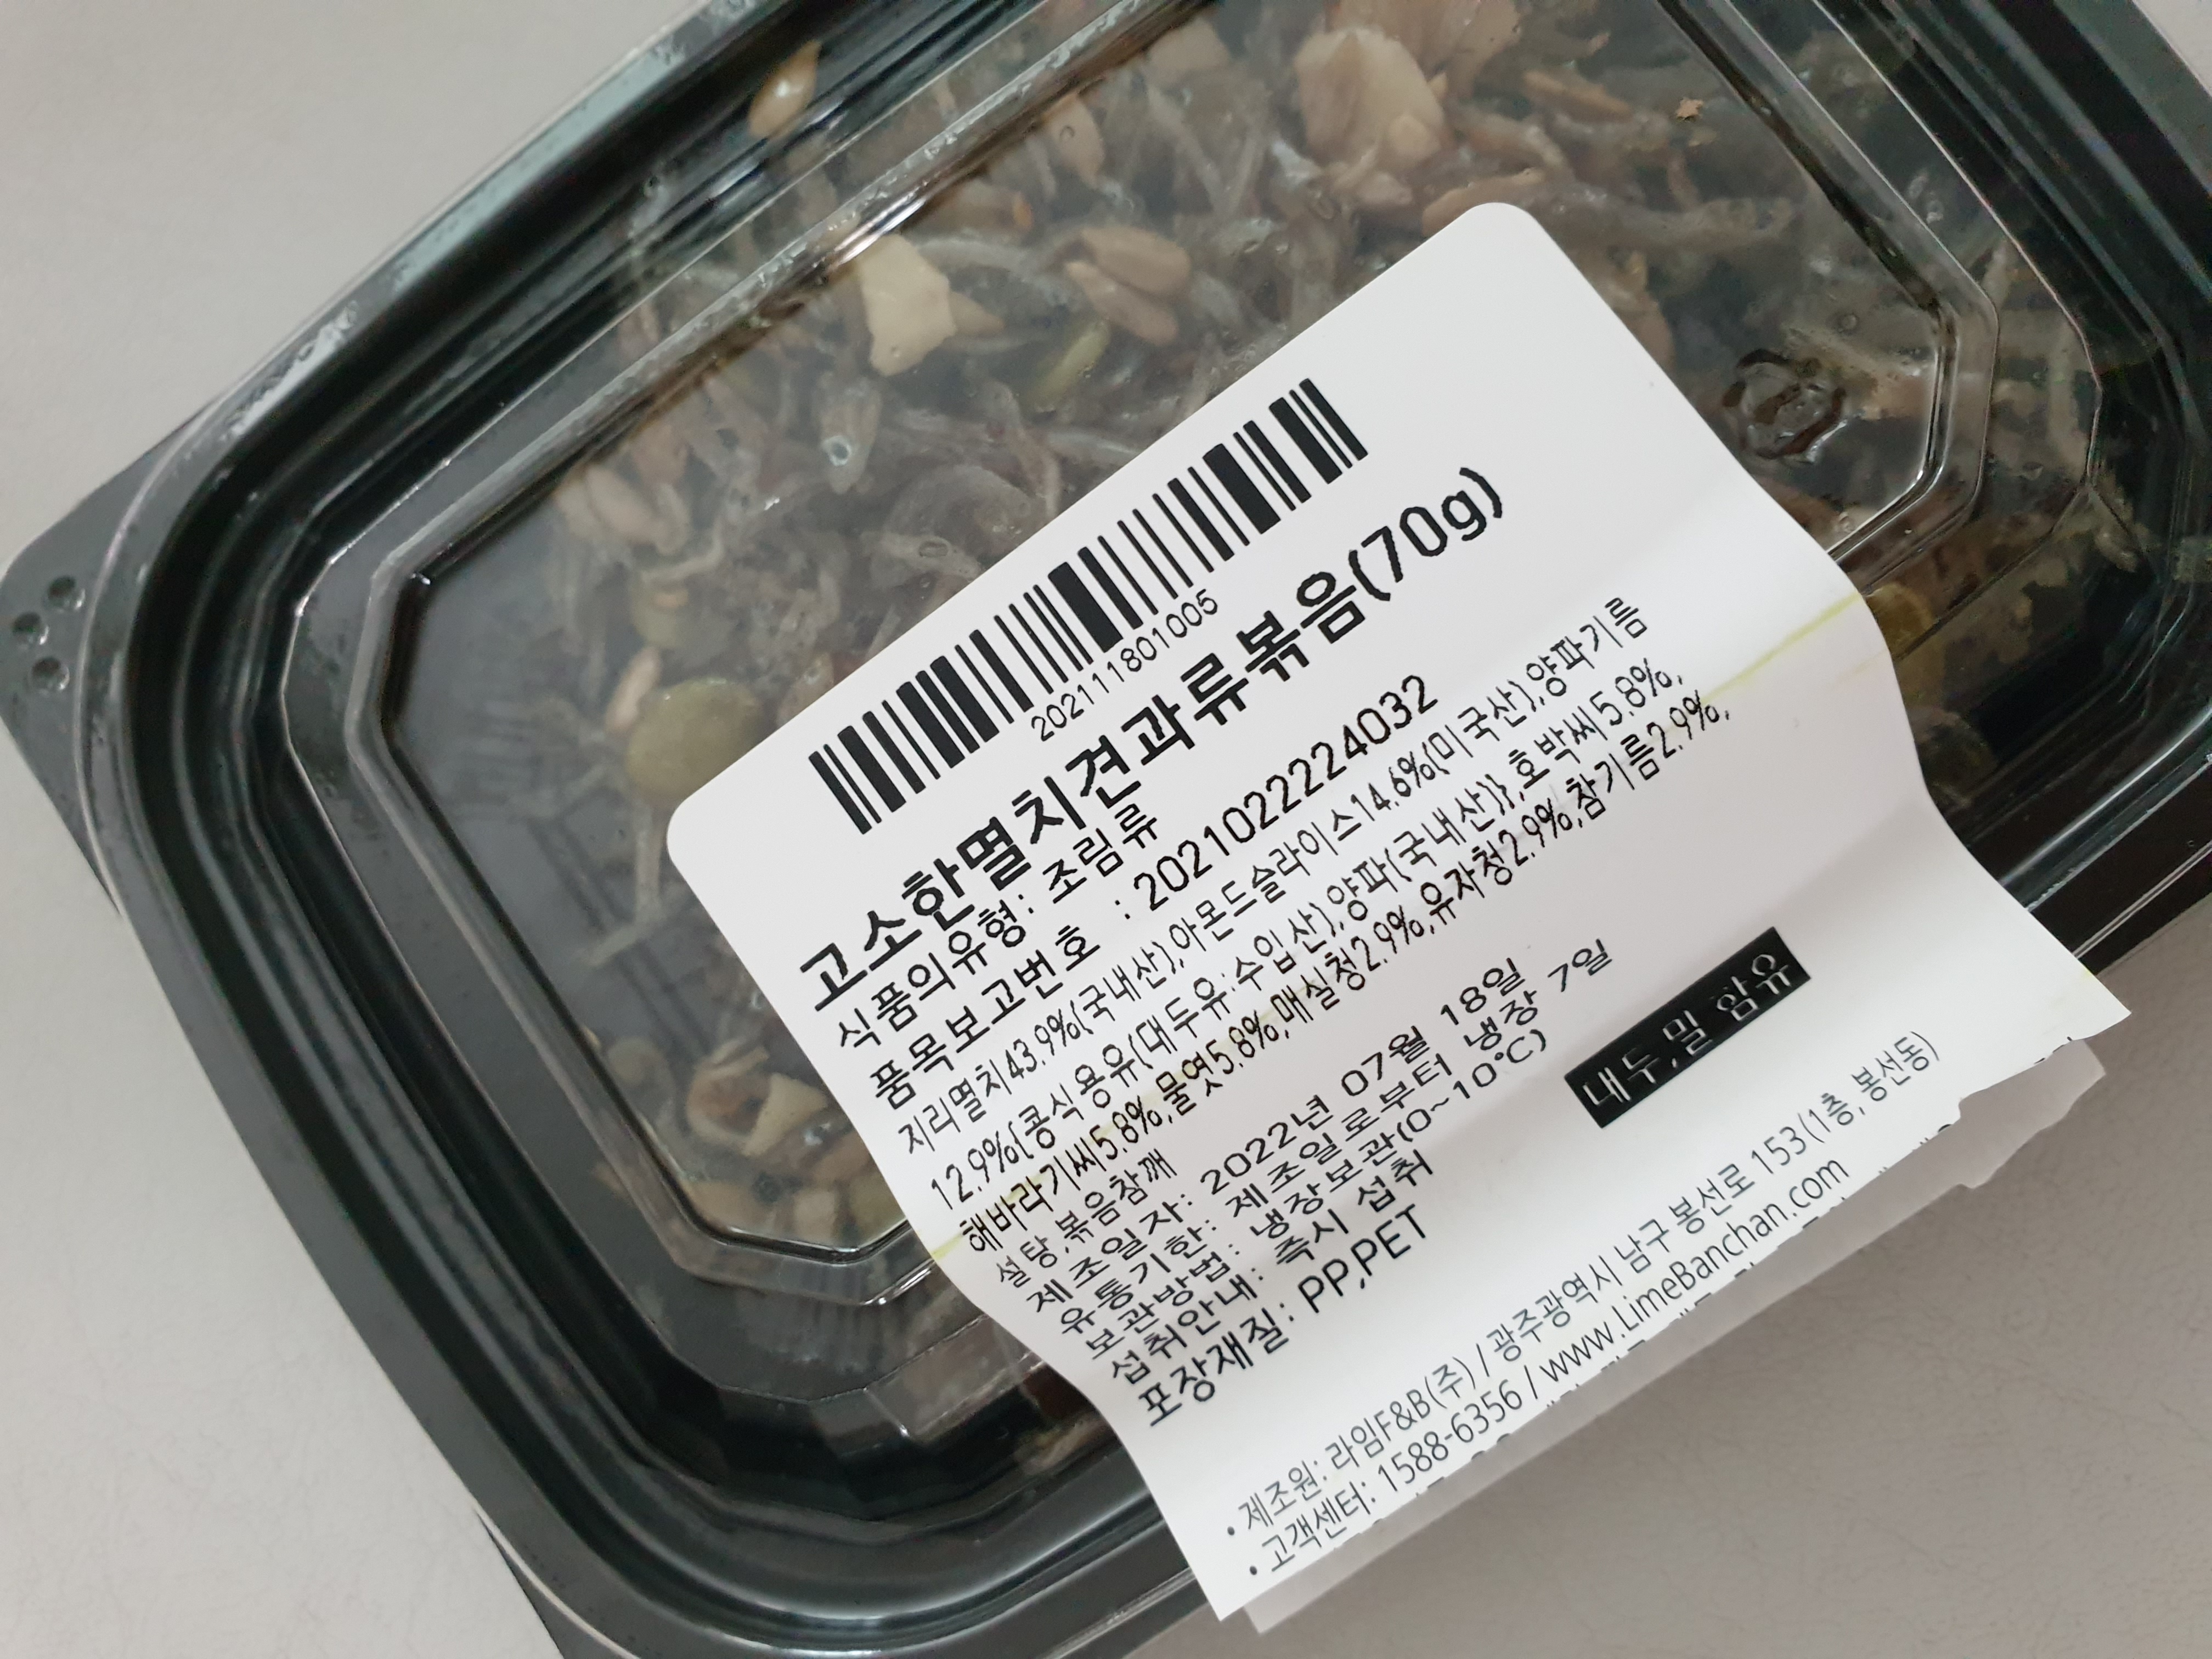 202111801005
고소한멸치견과류볶음(70g)
식품의유형: 조림류
품목보고번호 : 20210222224032
지리멸치43.9%(국내산),아몬드슬라이스14.6%(미국산),양파기름
12.9%{콩식용유(대두유:수입산),양파(국내산)},호박씨5.8%,
해바라기씨5.8%,물엿5.8%,매실청2.9%,유자청2.9%,참기름2.9%,
설탕,볶음참깨
제조일자: 2022년 07월 18일
유통기한: 제조일로부터 냉장 7일
보관방법: 냉장보관(0~10℃)
섭취안내: 즉시 섭취
포장재질: PP,PET
대두,밀 함유
• 제조원: 라임F&B(주) / 광주광역시 남구 봉선로 153(1층, 봉선동)
• 고객센터: 1588-6356 / www.LimeBanchan.com